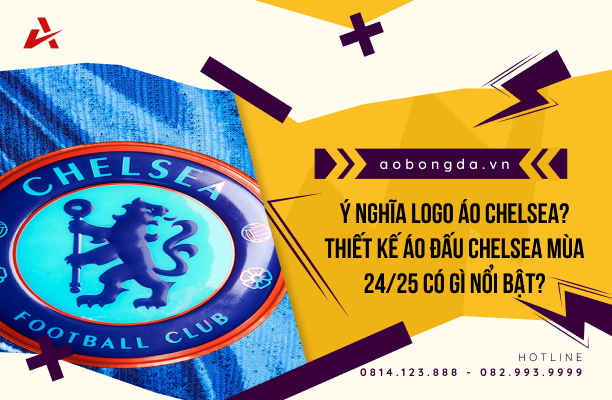 CHELSEA
FOOTBALL CLUB
aobongda.vn
Ý NGHĨA LOGO ÁO CHELSEA?
THIẾT KẾ ÁO ĐẤU CHELSEA MÙA
24/25 CÓ GÌ NỔI BẬT?
HOTLINE
0814.123.888 - 082.993.9999